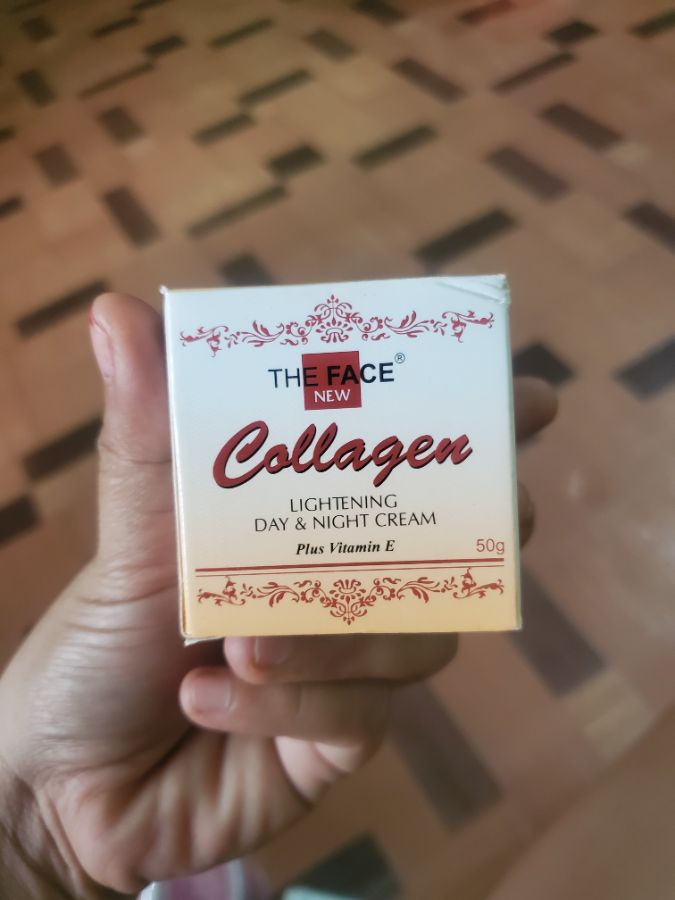 THE FACE®
NEW
Collagen
LIGHTENING
DAY & NIGHT CREAM
Plus Vitamin E
50g